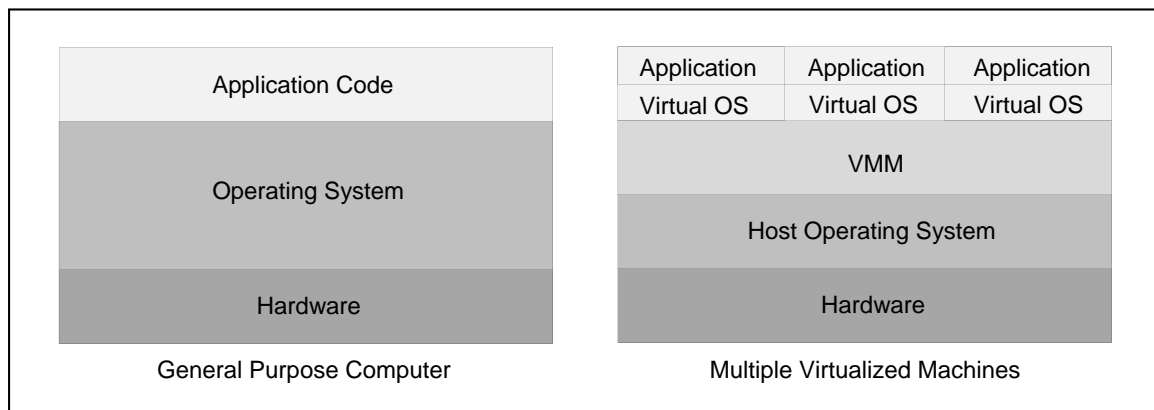 Application Code
Operating System
Hardware
General Purpose Computer
Application Application Application
Virtual OS Virtual OS Virtual OS
VMM
Host Operating System
Hardware
Multiple Virtualized Machines